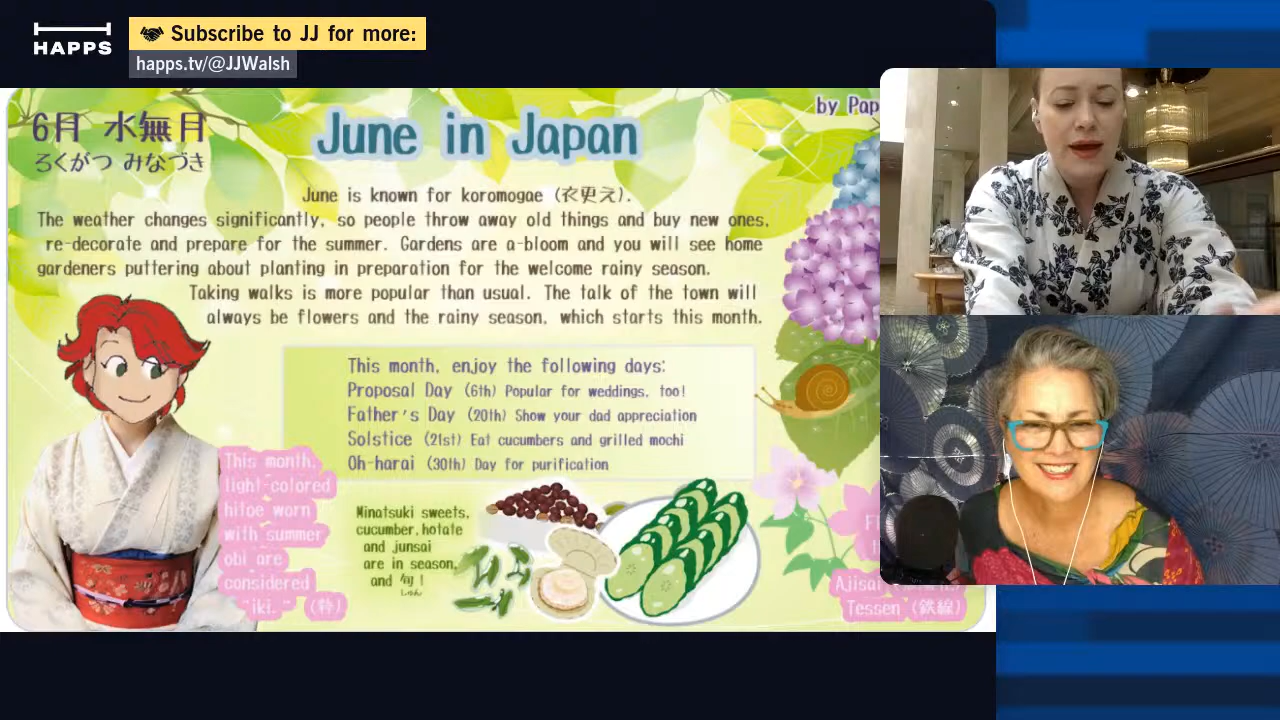 HAPPS
Subscribe to JJ for more:
happs.tv/@JJWalsh
6月 水無月
ろくがつ みなづき
June in Japan
by Pap
June is known for koromogae (衣更え).
The weather changes significantly, so people throw away old things and buy new ones,
re-decorate and prepare for the summer. Gardens are a-bloom and you will see home
gardeners puttering about planting in preparation for the welcome rainy season.
Taking walks is more popular than usual. The talk of the town will
always be flowers and the rainy season, which starts this month.
This month, enjoy the following days:
Proposal Day (6th) Popular for weddings, too!
Father's Day (20th) Show your dad appreciation
Solstice (21st) Eat cucumbers and grilled mochi
Oh-harai (30th) Day for purification
This month,
light-colored
hitoe worn
with summer
obi are
considered
"iki." (粋)
Minatsuki sweets,
cucumber, hotate
and junsai
are in season,
and 旬!
しゅん
Ajisai
Tessen (鉄線)